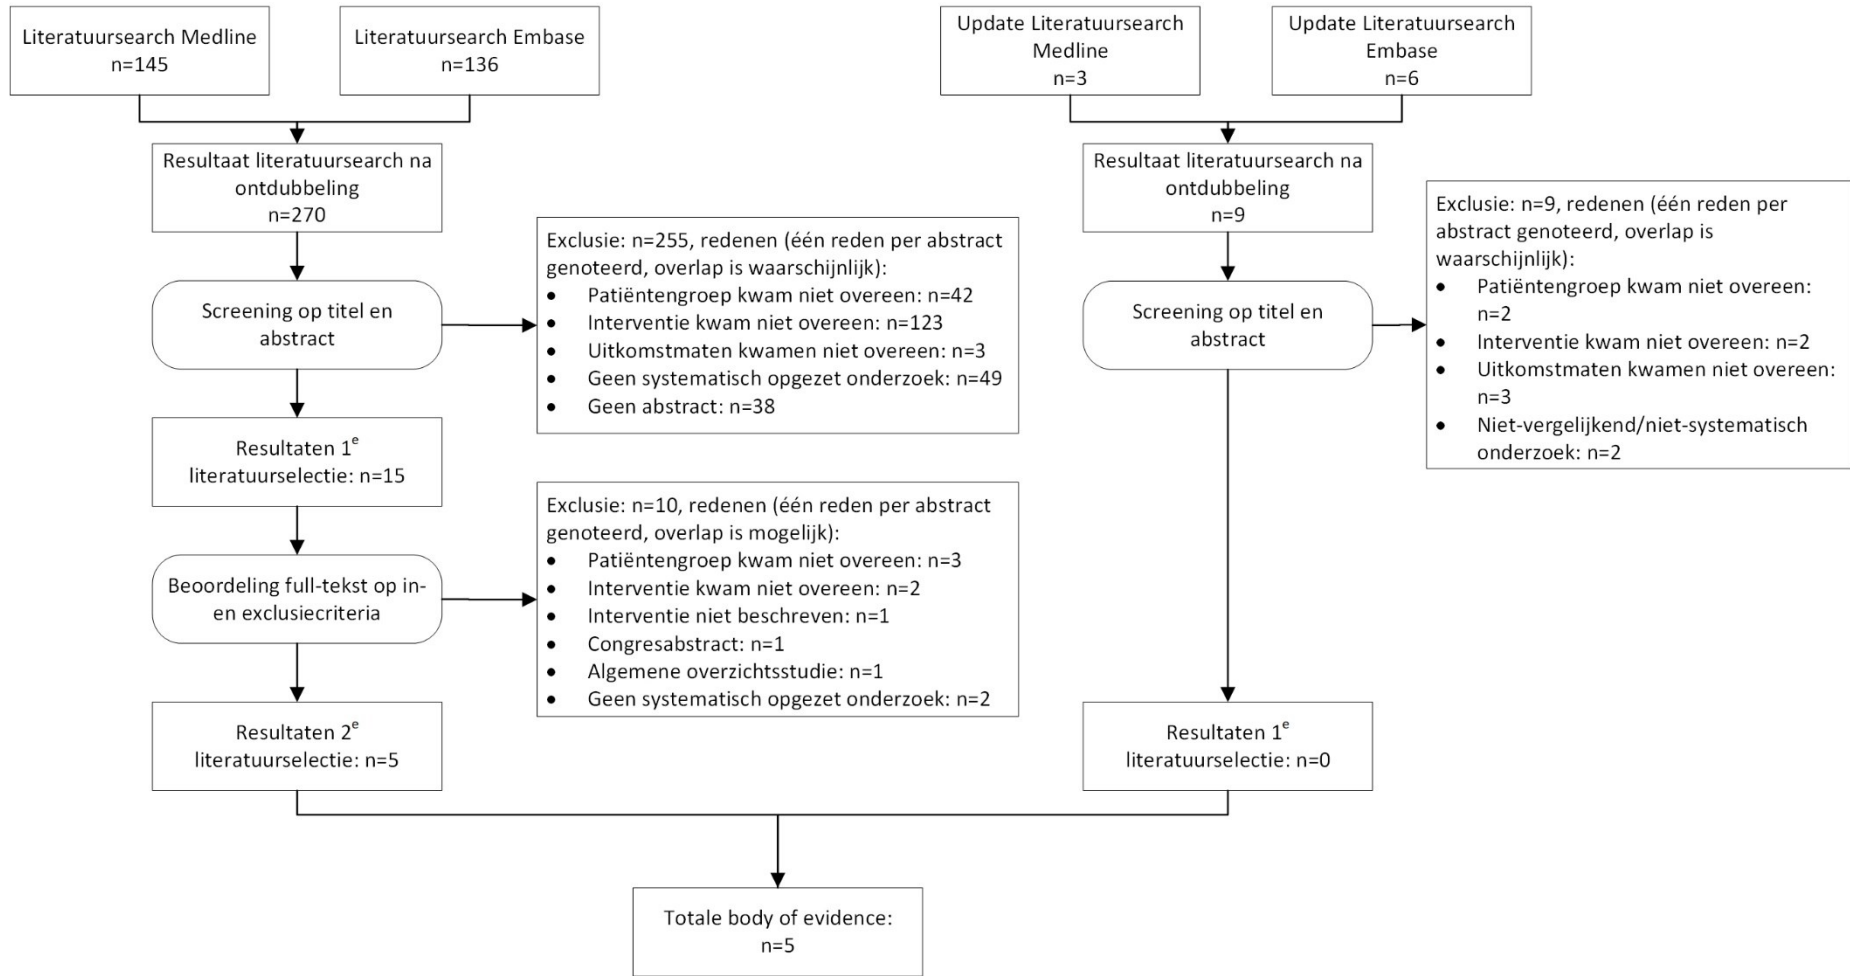 Literatuursearch Medline
n=145
Literatuursearch Embase
n=136
Resultaat literatuursearch na
ontdubbeling
n=270
Screening op titel en
abstract
Exclusie: n=255, redenen (één reden per abstract
genoteerd, overlap is waarschijnlijk):
• Patiëntengroep kwam niet overeen: n=42
• Interventie kwam niet overeen: n=123
• Uitkomstmaten kwamen niet overeen: n=3
• Geen systematisch opgezet onderzoek: n=49
• Geen abstract: n=38
Resultaten 1e
literatuurselectie: n=15
Beoordeling full-tekst op in-
en exclusiecriteria
Exclusie: n=10, redenen (één reden per abstract
genoteerd, overlap is mogelijk):
• Patiëntengroep kwam niet overeen: n=3
• Interventie kwam niet overeen: n=2
• Interventie niet beschreven: n=1
• Congresabstract: n=1
• Algemene overzichtsstudie: n=1
• Geen systematisch opgezet onderzoek: n=2
Resultaten 2e
literatuurselectie: n=5
Update Literatuursearch
Medline
n=3
Update Literatuursearch
Embase
n=6
Resultaat literatuursearch na
ontdubbeling
n=9
Screening op titel en
abstract
Exclusie: n=9, redenen (één reden per
abstract genoteerd, overlap is
waarschijnlijk):
• Patiëntengroep kwam niet overeen:
n=2
• Interventie kwam niet overeen: n=2
• Uitkomstmaten kwamen niet overeen:
n=3
• Niet-vergelijkend/niet-systematisch
onderzoek: n=2
Resultaten 1e
literatuurselectie: n=0
Totale body of evidence:
n=5